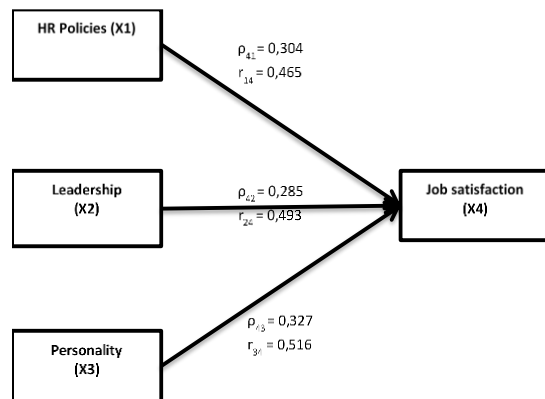 HR Policies (X1)
ρ₄₁ = 0,304
r₁₄ = 0,465
Leadership
(X2)
ρ₄₂ = 0,285
r₂₄ = 0,493
Job satisfaction
(X4)
ρ₄₃ = 0,327
r₃₄ = 0,516
Personality
(X3)